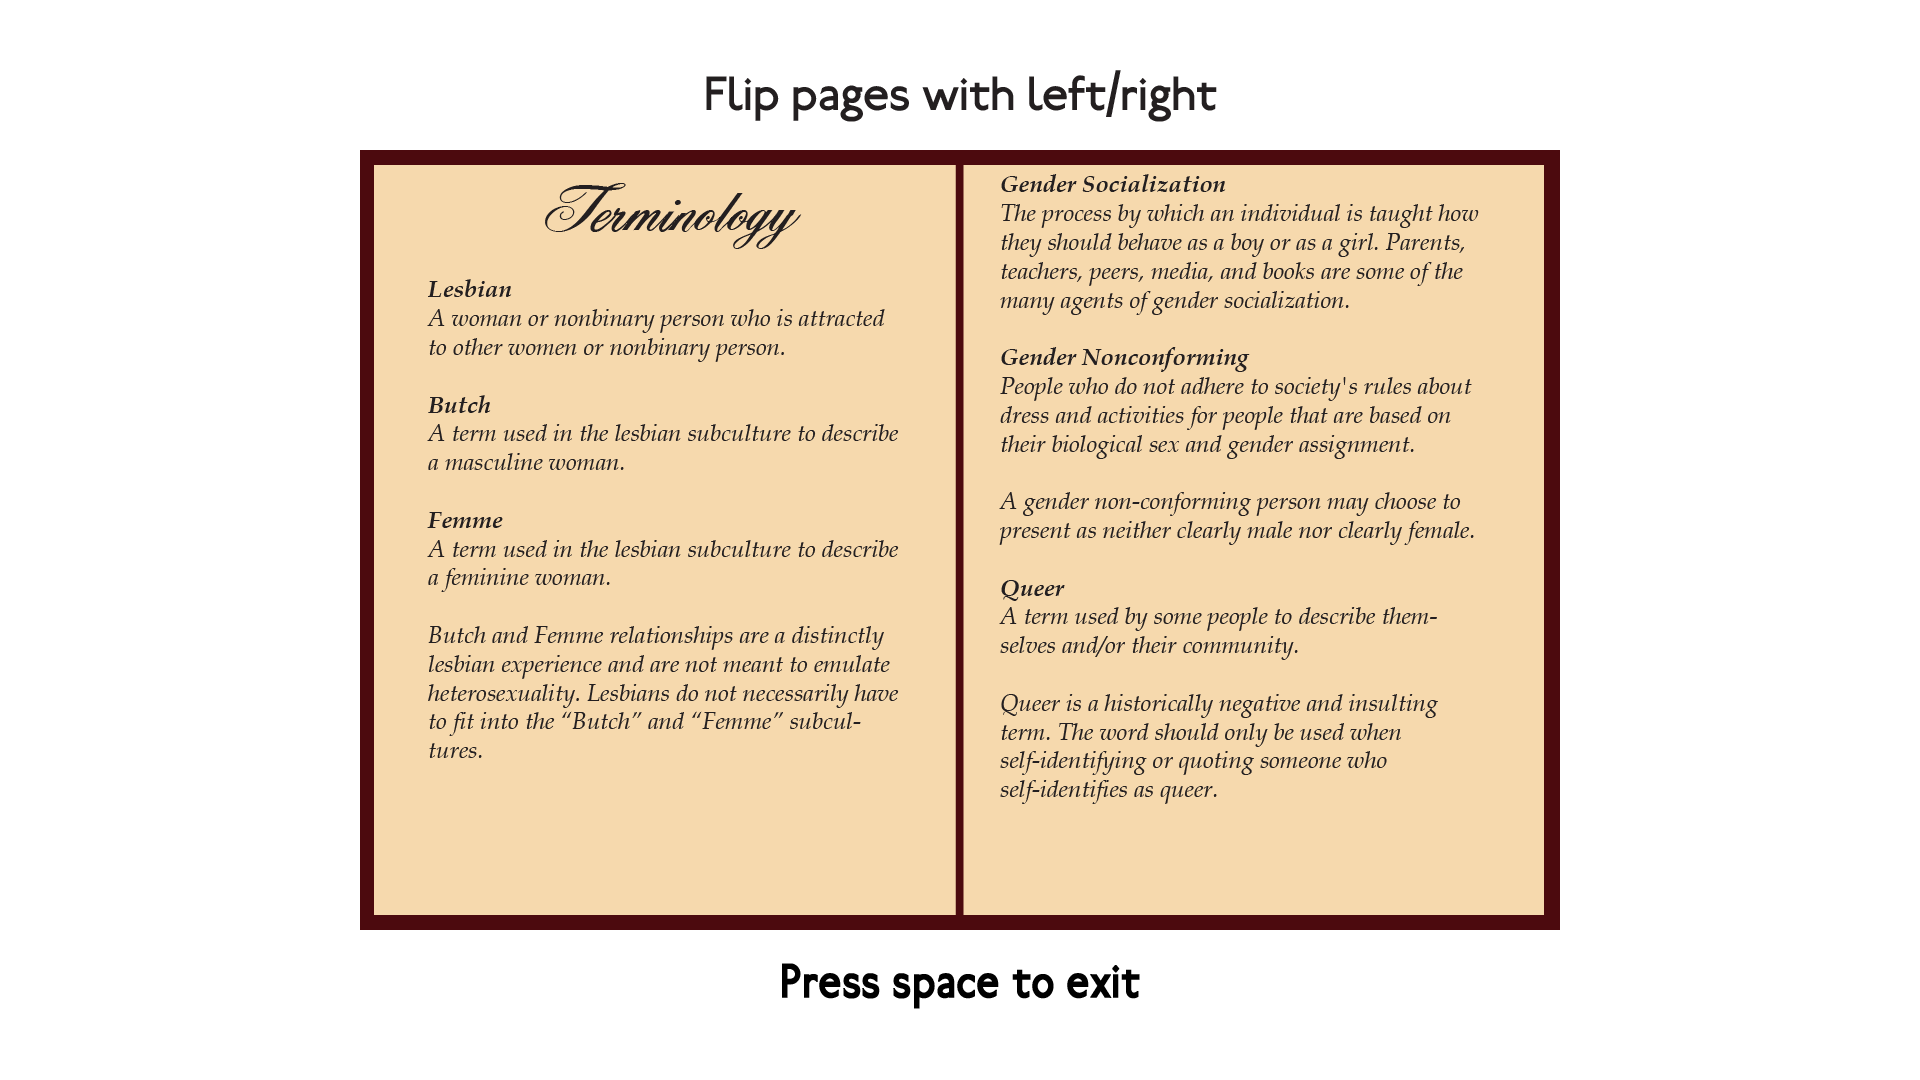 Flip pages with left/right
Terminology
Lesbian
A woman or nonbinary person who is attracted
to other women or nonbinary person.
Butch
A term used in the lesbian subculture to describe
a masculine woman.
Femme
A term used in the lesbian subculture to describe
a feminine woman.
Butch and Femme relationships are a distinctly
lesbian experience and are not meant to emulate
heterosexuality. Lesbians do not necessarily have
to fit into the “Butch” and “Femme” subcul-
tures.
Gender Socialization
The process by which an individual is taught how
they should behave as a boy or as a girl. Parents,
teachers, peers, media, and books are some of the
many agents of gender socialization.
Gender Nonconforming
People who do not adhere to society's rules about
dress and activities for people that are based on
their biological sex and gender assignment.
A gender non-conforming person may choose to
present as neither clearly male nor clearly female.
Queer
A term used by some people to describe them-
selves and/or their community.
Queer is a historically negative and insulting
term. The word should only be used when
self-identifying or quoting someone who
self-identifies as queer.
Press space to exit